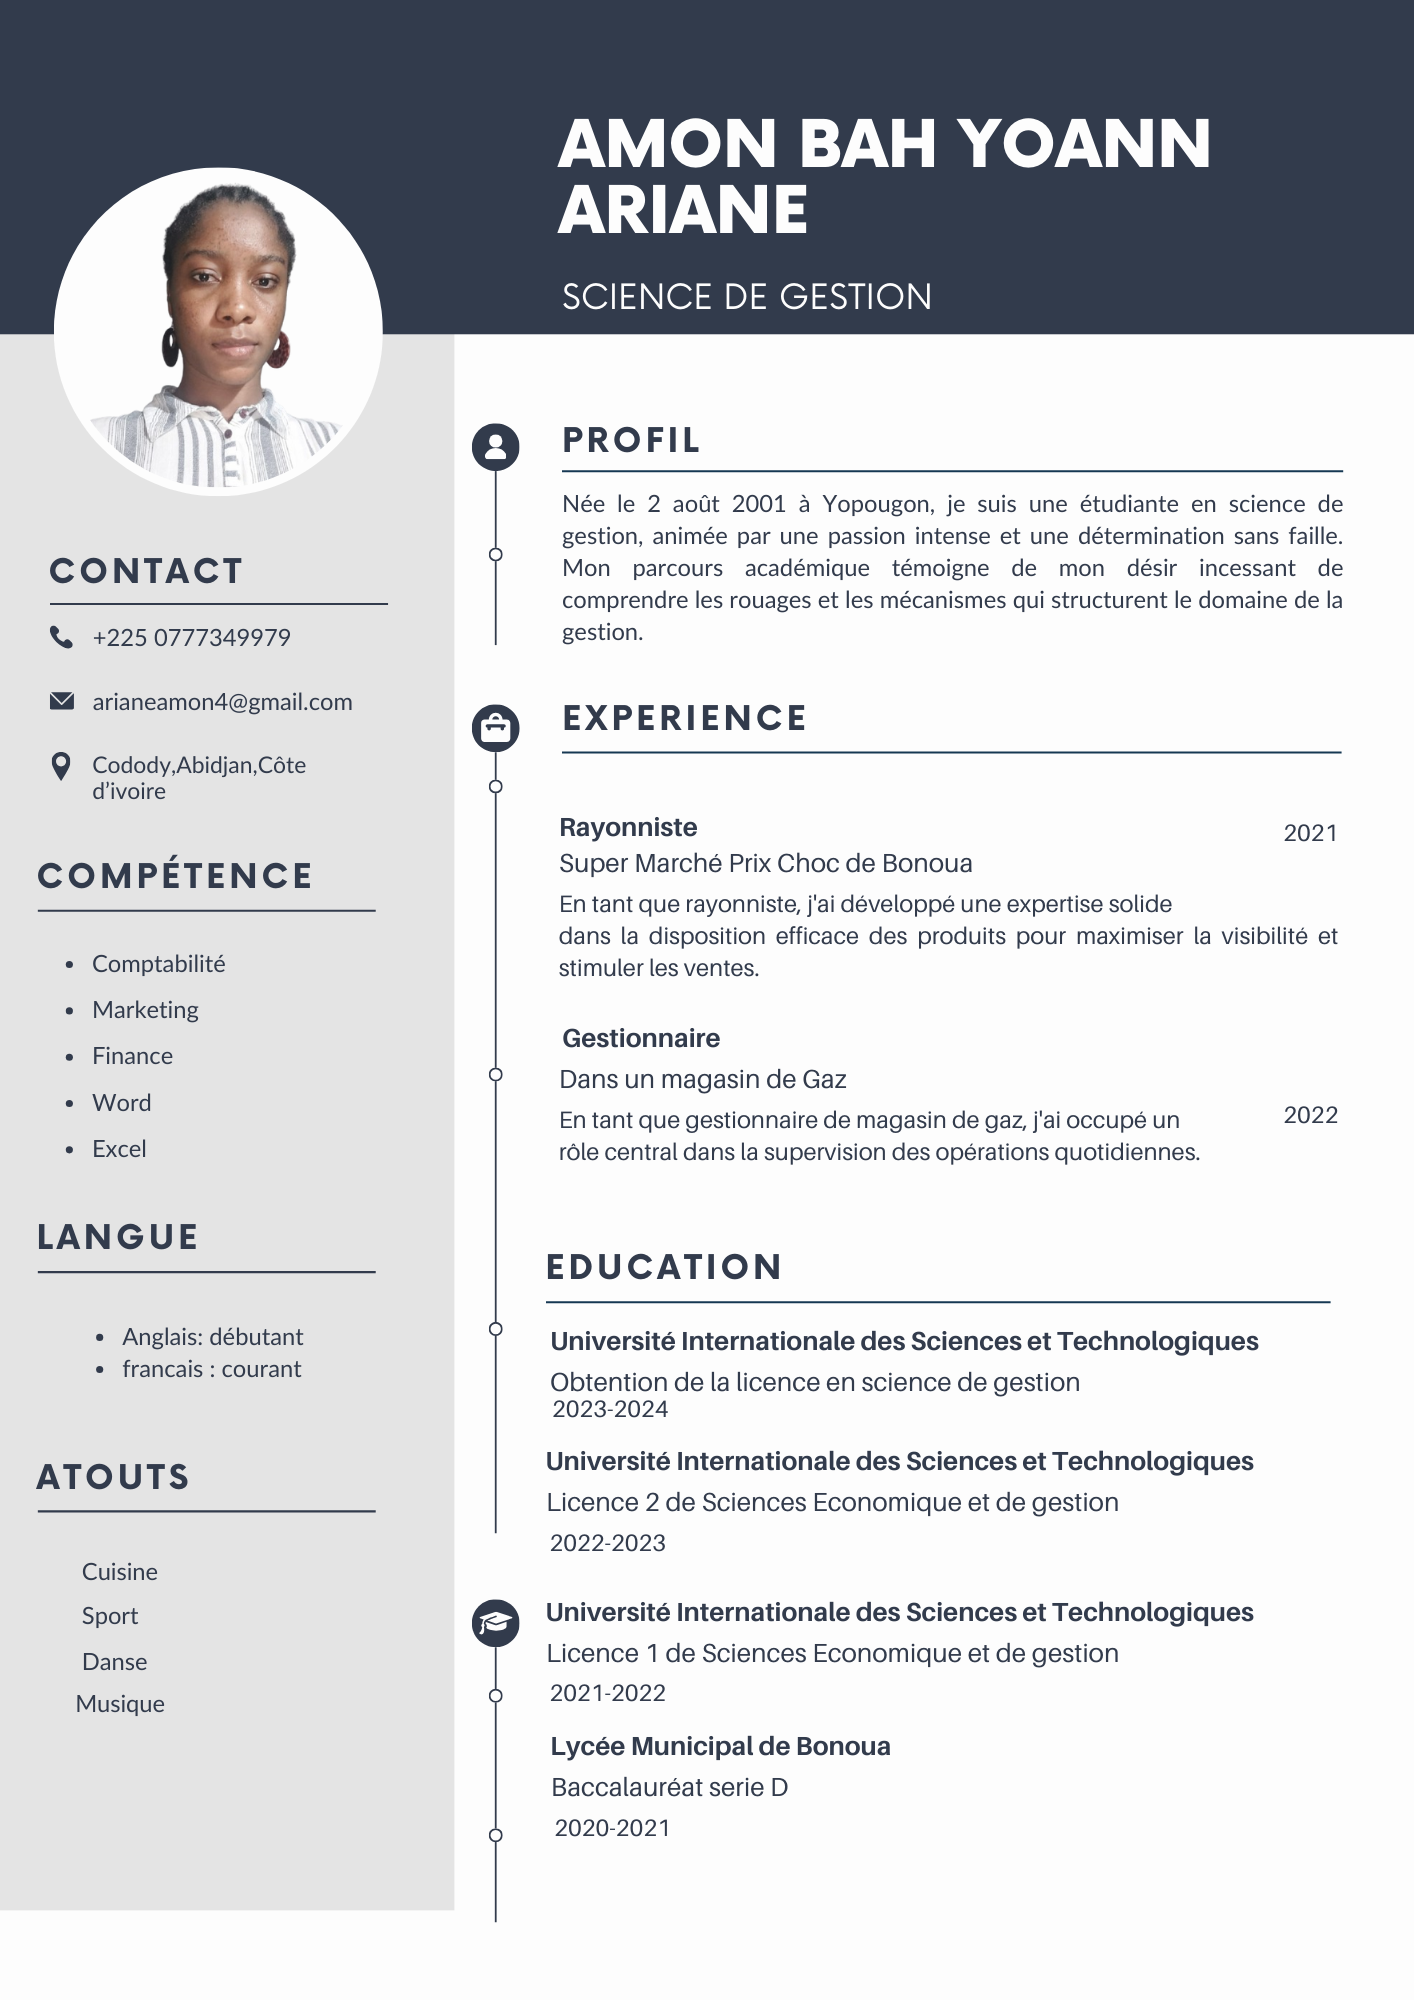 AMON BAH YOANN
ARIANE
SCIENCE DE GESTION
CONTACT
+225 0777349979
arianeamon4@gmail.com
Codody,Abidjan,Côte
d’ivoire
COMPÉTENCE
• Comptabilité
• Marketing
• Finance
• Word
• Excel
LANGUE
• Anglais: débutant
• francais : courant
ATOUTS
Cuisine
Sport
Danse
Musique
PROFIL
Née le 2 août 2001 à Yopougon, je suis une étudiante en science de
gestion, animée par une passion intense et une détermination sans faille.
Mon parcours académique témoigne de mon désir incessant de
comprendre les rouages et les mécanismes qui structurent le domaine de la
gestion.
EXPERIENCE
Rayonniste
2021
Super Marché Prix Choc de Bonoua
En tant que rayonniste, j'ai développé une expertise solide
dans la disposition efficace des produits pour maximiser la visibilité et
stimuler les ventes.
Gestionnaire
Dans un magasin de Gaz
2022
En tant que gestionnaire de magasin de gaz, j'ai occupé un
rôle central dans la supervision des opérations quotidiennes.
EDUCATION
Université Internationale des Sciences et Technologiques
Obtention de la licence en science de gestion
2023-2024
Université Internationale des Sciences et Technologiques
Licence 2 de Sciences Economique et de gestion
2022-2023
Université Internationale des Sciences et Technologiques
Licence 1 de Sciences Economique et de gestion
2021-2022
Lycée Municipal de Bonoua
Baccalauréat serie D
2020-2021